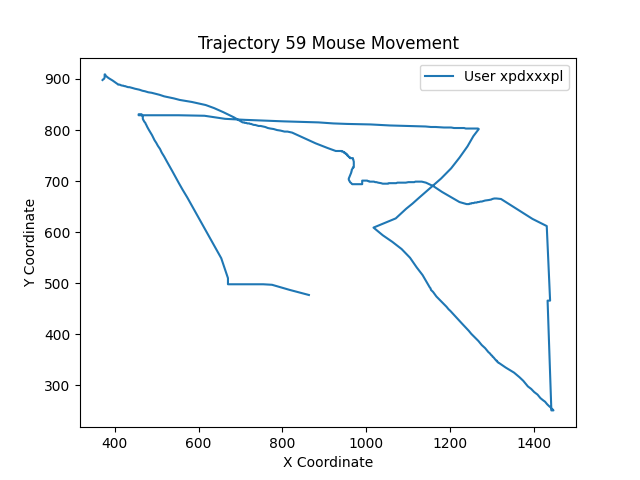 Trajectory 59 Mouse Movement
User xpdxxxpl
Y Coordinate
900
800
700
600
500
400
300
400 600 800 1000 1200 1400
X Coordinate